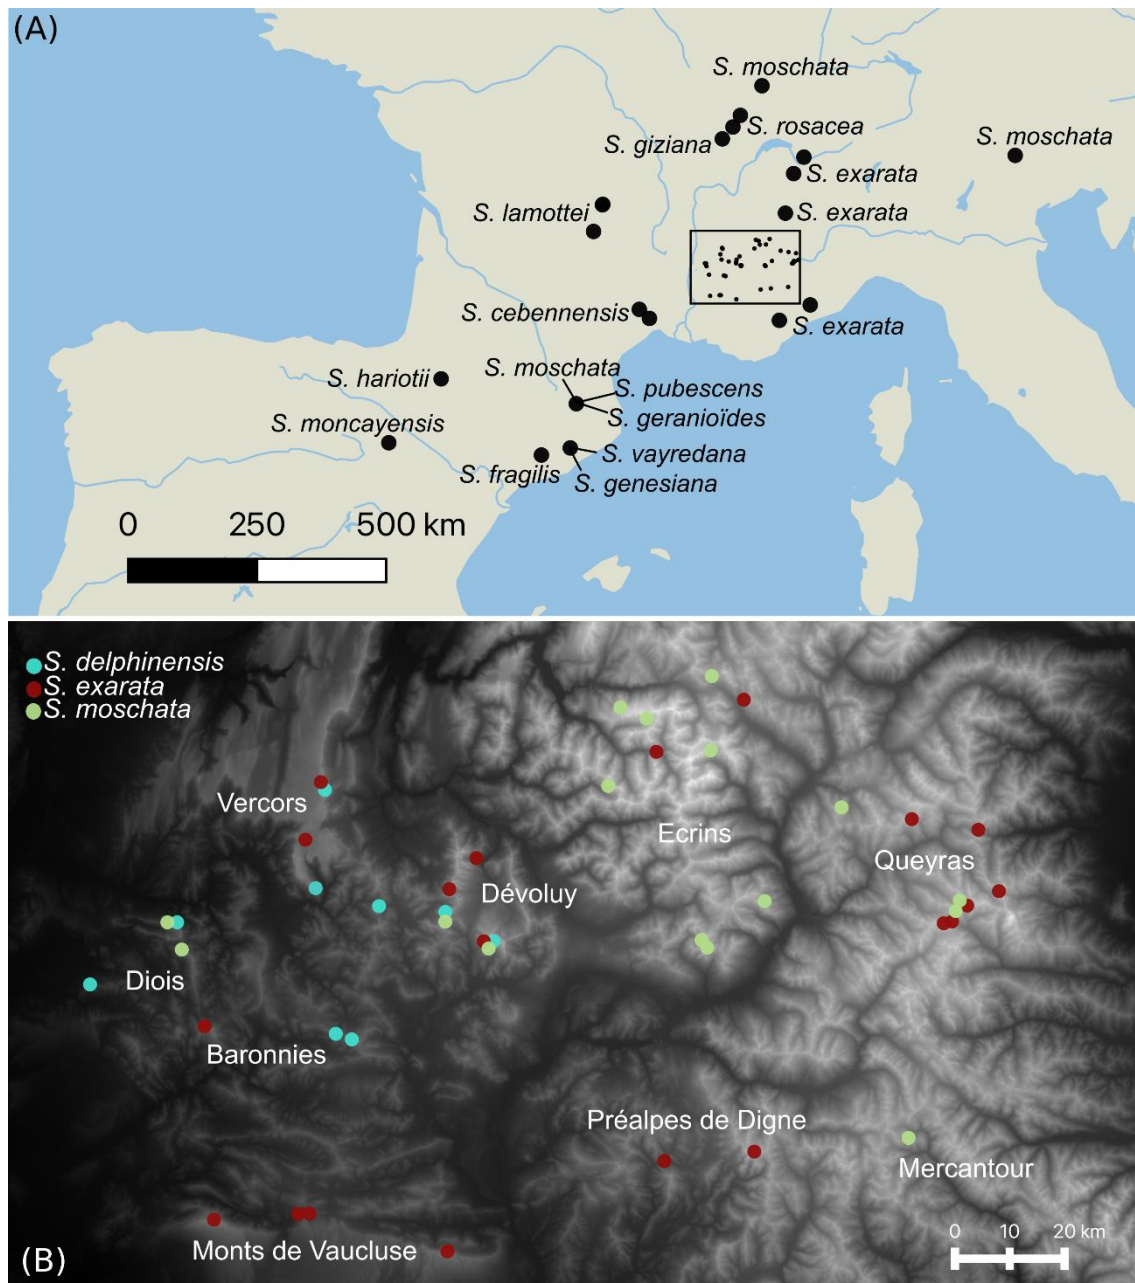 (A)
S. moschata
S. rosacea
S. giziana
S. moschata
S. exarata
S. lamottei
S. exarata
S. cebennensis
S. exarata
S. moschata
S. hariotii
S. pubescens
S. geranioïdes
S. moncayensis
S. vayredana
S. fragilis
S. genesiana
0 250 500 km
S. delphinensis
S. exarata
S. moschata
Vercors
Ecrins
Queyras
Dévoluy
Diois
Baronnies
Préalpes de Digne
Mercantour
0 10 20 km
Monts de Vaucluse
(B)